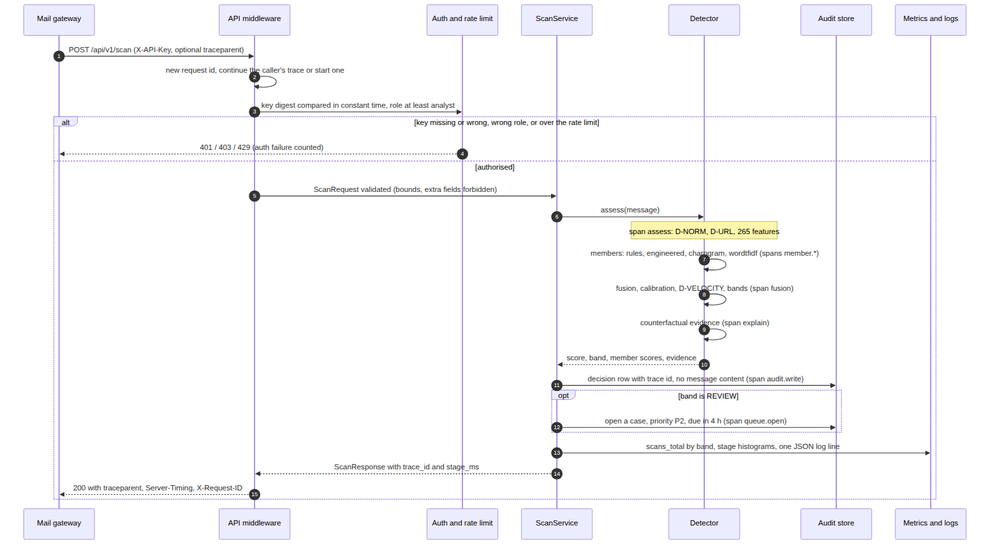 Mail gateway
API middleware
Auth and rate limit
ScanService
Detector
Audit store
Metrics and logs
POST /api/v1/scan (X-API-Key, optional traceparent)
1
new request id, continue the caller's trace or start one
2
key digest compared in constant time, role at least analyst
3
alt
[key missing or wrong, wrong role, or over the rate limit]
401 / 403 / 429 (auth failure counted)
4
[authorised]
ScanRequest validated (bounds, extra fields forbidden)
5
assess(message)
6
span assess: D-NORM, D-URL, 265 features
members: rules, engineered, charngram, wordtfidf (spans member.*)
7
fusion, calibration, D-VELOCITY, bands (span fusion)
8
counterfactual evidence (span explain)
9
score, band, member scores, evidence
10
decision row with trace id, no message content (span audit.write)
11
opt
[band is REVIEW]
open a case, priority P2, due in 4 h (span queue.open)
12
scans_total by band, stage histograms, one JSON log line
13
ScanResponse with trace_id and stage_ms
14
200 with traceparent, Server-Timing, X-Request-ID
15
Mail gateway
API middleware
Auth and rate limit
ScanService
Detector
Audit store
Metrics and logs